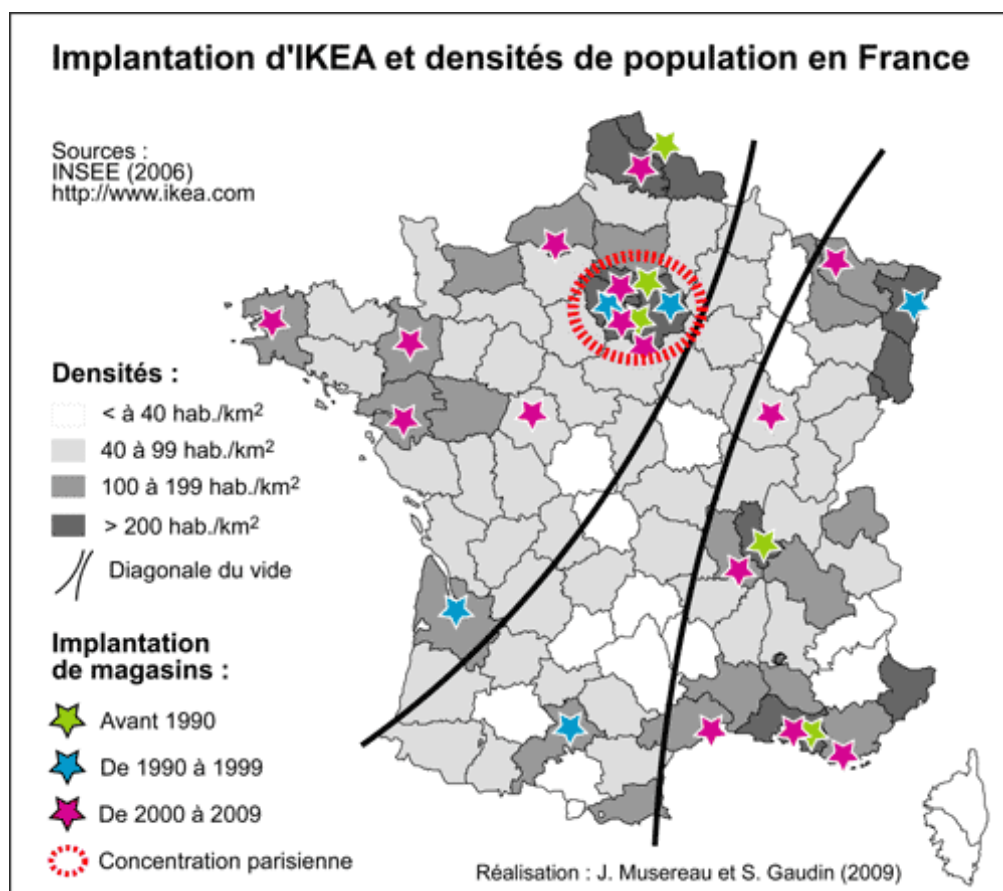 Implantation d'IKEA et densités de population en France
Sources :
INSEE (2006)
http://www.ikea.com
Densités :
< à 40 hab./km²
40 à 99 hab./km²
100 à 199 hab./km²
> 200 hab./km²
Diagonale du vide
Implantation
de magasins :
Avant 1990
De 1990 à 1999
De 2000 à 2009
Concentration parisienne
Réalisation : J. Musereau et S. Gaudin (2009)